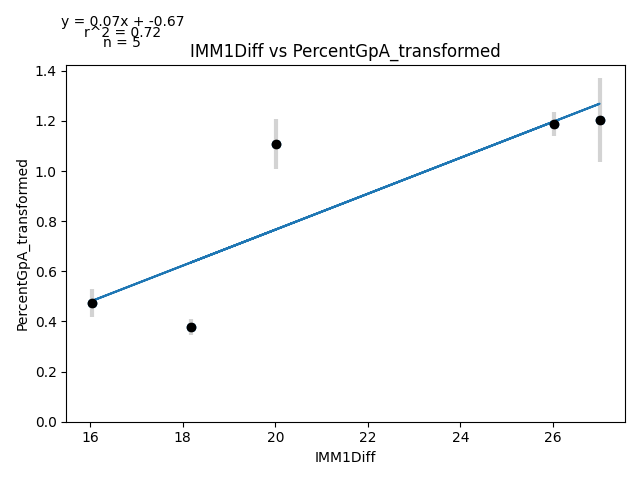 y = 0.07x + -0.67
r^2 = 0.72
n = 5
IMM1Diff vs PercentGpA_transformed
1.4
1.2
1.0
0.8
0.6
0.4
0.2
0.0
PercentGpA_transformed
16 18 20 22 24 26
IMM1Diff